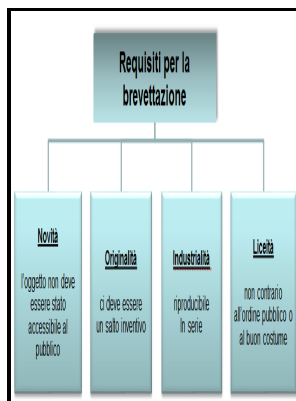 Requisiti per la
brevettazione
Novità
l'oggetto non deve
essere stato
accessibile al
pubblico
Originalità
ci deve essere
un salto inventivo
Industrialità
riproducibile
In serie
Liceità
non contrario
all'ordine pubblico o
al buon costume